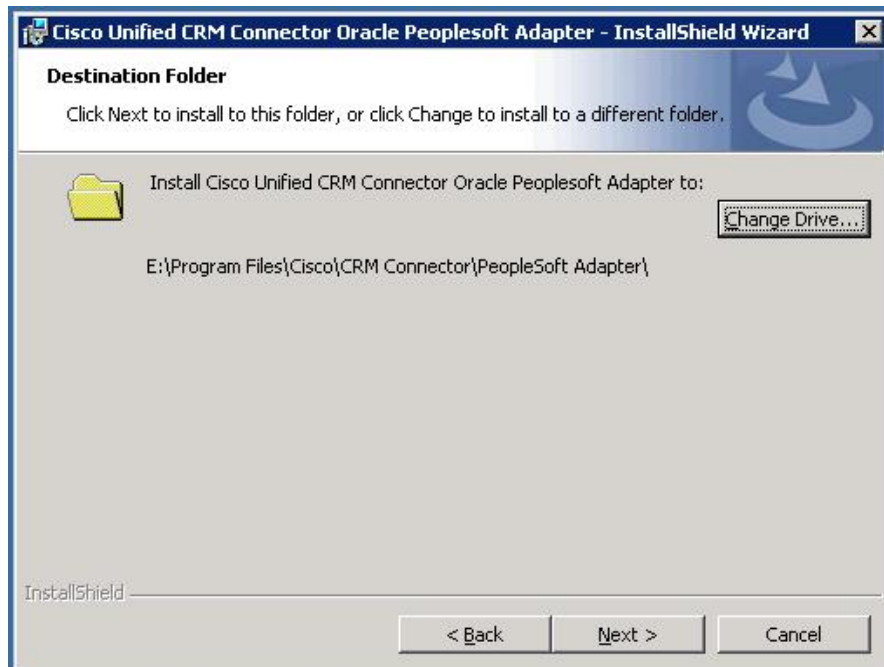 Cisco Unified CRM Connector Oracle Peoplesoft Adapter - InstallShield Wizard
Destination Folder
Click Next to install to this folder, or click Change to install to a different folder.
Install Cisco Unified CRM Connector Oracle Peoplesoft Adapter to:
Change Drive...
E:\Program Files\Cisco\CRM Connector\PeopleSoft Adapter\
InstallShield
< Back
Next >
Cancel